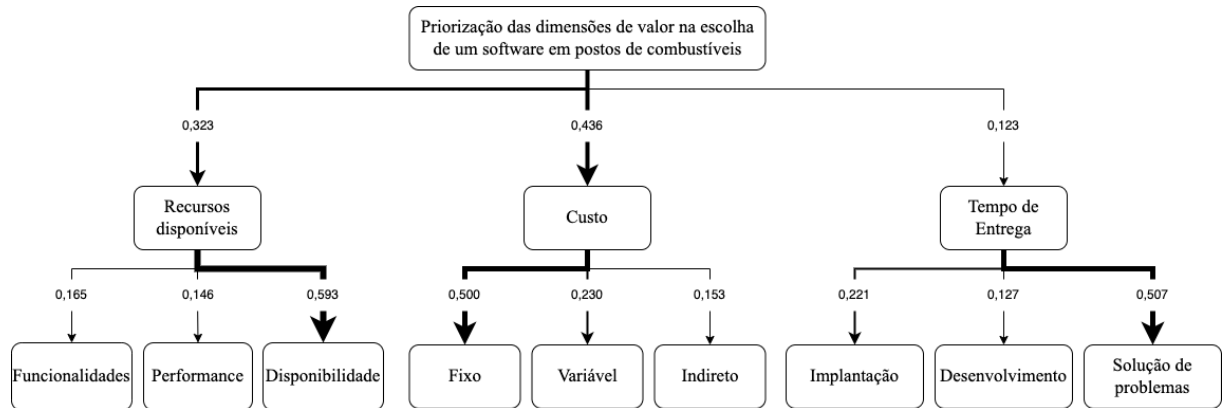 Priorização das dimensões de valor na escolha
de um software em postos de combustíveis
0,323
0,436
0,123
Recursos
disponíveis
Custo
Tempo de
Entrega
0,165
0,146
0,593
0,500
0,230
0,153
0,221
0,127
0,507
Funcionalidades
Performance
Disponibilidade
Fixo
Variável
Indireto
Implantação
Desenvolvimento
Solução de
problemas